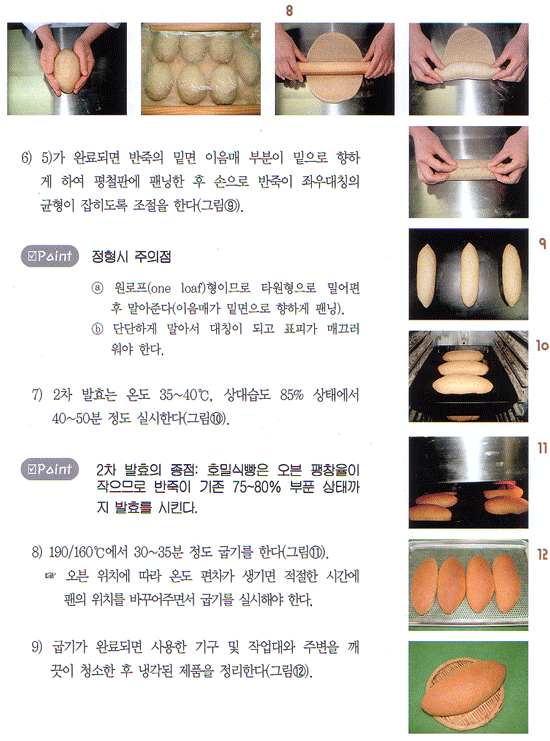 8
6) 5)가 완료되면 반죽의 밑면 이음매 부분이 밑으로 향하
게 하여 평철판에 팬닝한 후 손으로 반죽이 좌우대칭의
균형이 잡히도록 조절을 한다(그림⑨).
9
☑Point 정형시 주의점
ⓐ 원로프(one loaf)형이므로 타원형으로 밀어편
후 말아준다(이음매가 밑면으로 향하게 팬닝).
ⓑ 단단하게 말아서 대칭이 되고 표피가 매끄러
워야 한다.
10
7) 2차 발효는 온도 35~40℃, 상대습도 85% 상태에서
40~50분 정도 실시한다(그림⑩).
11
☑Point 2차 발효의 종점: 호밀식빵은 오븐 팽창율이
작으므로 반죽이 기존 75~80% 부푼 상태까
지 발효를 시킨다.
8) 190/160℃에서 30~35분 정도 굽기를 한다(그림⑪).
12
☞ 오븐 위치에 따라 온도 편차가 생기면 적절한 시간에
팬의 위치를 바꾸어주면서 굽기를 실시해야 한다.
9) 굽기가 완료되면 사용한 기구 및 작업대와 주변을 깨
끗이 청소한 후 냉각된 제품을 정리한다(그림⑫).